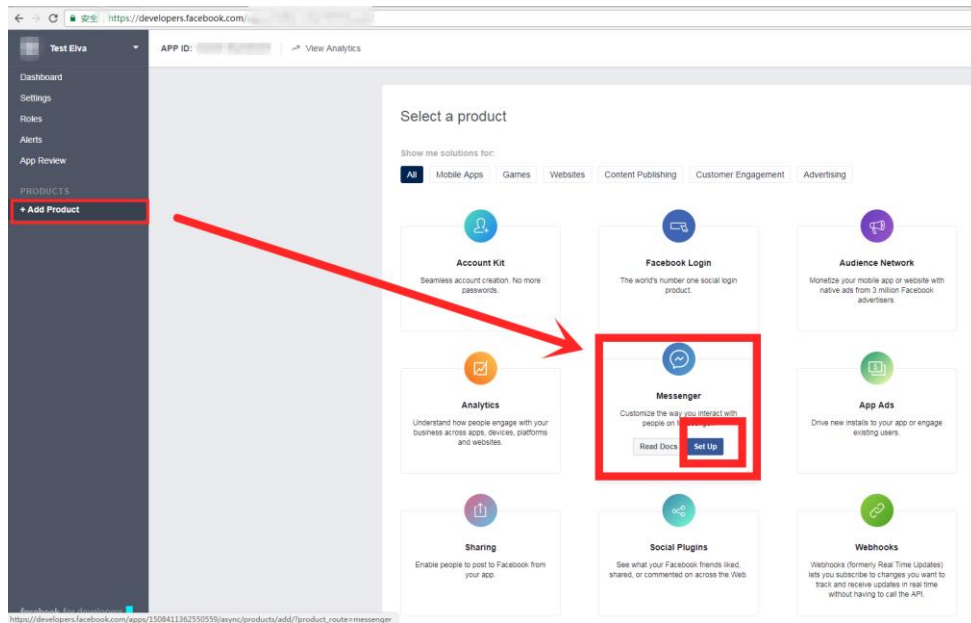 安全 https://developers.facebook.com/
Test Elva
APP ID:
View Analytics
Dashboard
Settings
Roles
Alerts
App Review
PRODUCTS
+ Add Product
Select a product
Show me solutions for:
All Mobile Apps Games Websites Content Publishing Customer Engagement Advertising
Account Kit
Seamless account creation. No more
passwords.
Facebook Login
The world's number one social login
product.
Audience Network
Monetize your mobile app or website with
native ads from 3 million Facebook
advertisers.
Analytics
Understand how people engage with your
business across apps, devices, platforms
and websites.
Messenger
Customize the way you interact with
people on
Read Docs Set Up
App Ads
Drive new installs to your app or engage
existing users.
Sharing
Enable people to post to Facebook from
your app.
Social Plugins
See what your Facebook friends liked,
shared, or commented on across the Web.
Webhooks
Webhooks (formerly Real Time Updates)
lets you subscribe to changes you want to
track and receive updates in real time
without having to call the API.
facebook for developers
https://developers.facebook.com/apps/1508411362550559/async/products/add/?product_route=messenger